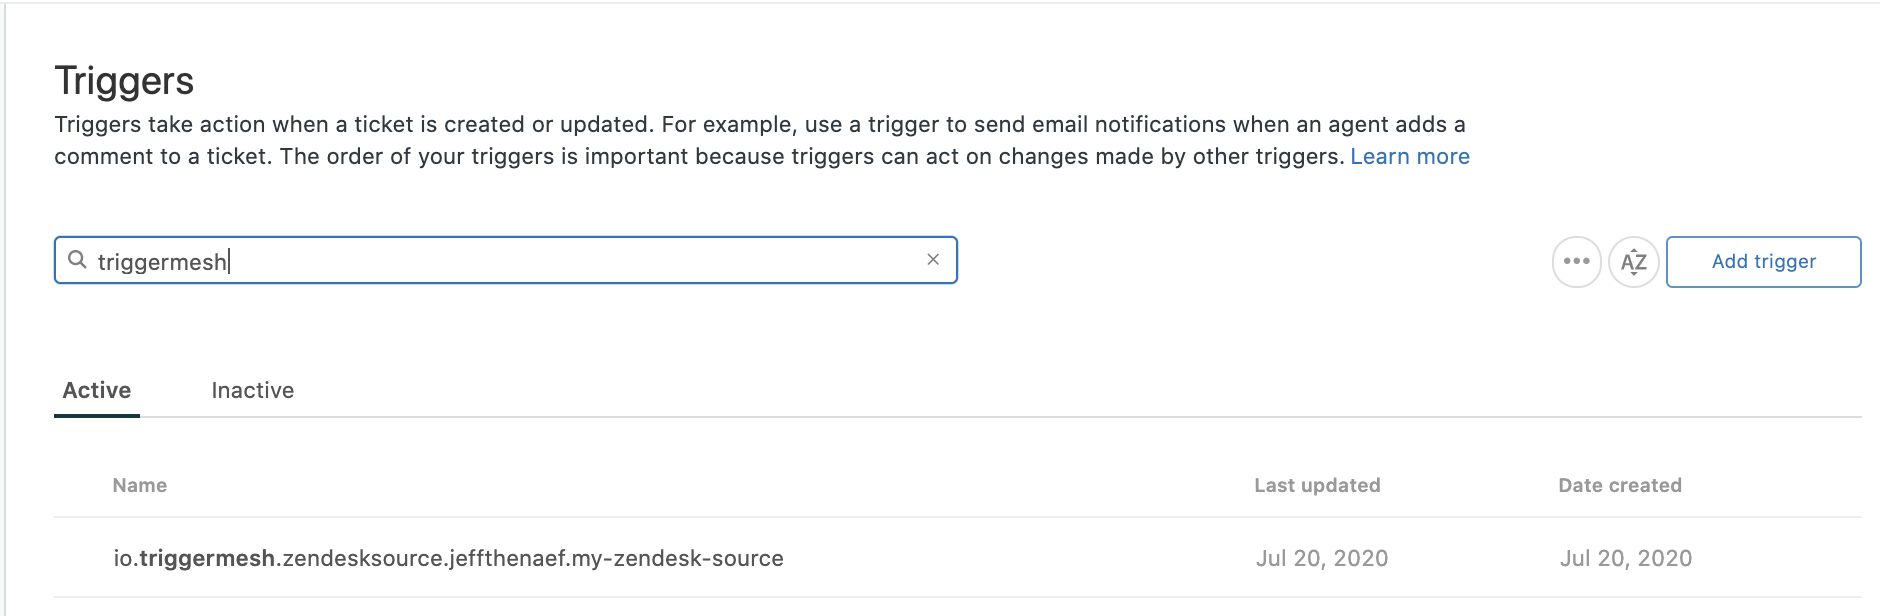 Triggers
Triggers take action when a ticket is created or updated. For example, use a trigger to send email notifications when an agent adds a
comment to a ticket. The order of your triggers is important because triggers can act on changes made by other triggers. Learn more
triggermesh
AZ
Add trigger
Active Inactive
Name Last updated Date created
io.triggermesh.zendesksource.jeffthenaef.my-zendesk-source Jul 20, 2020 Jul 20, 2020